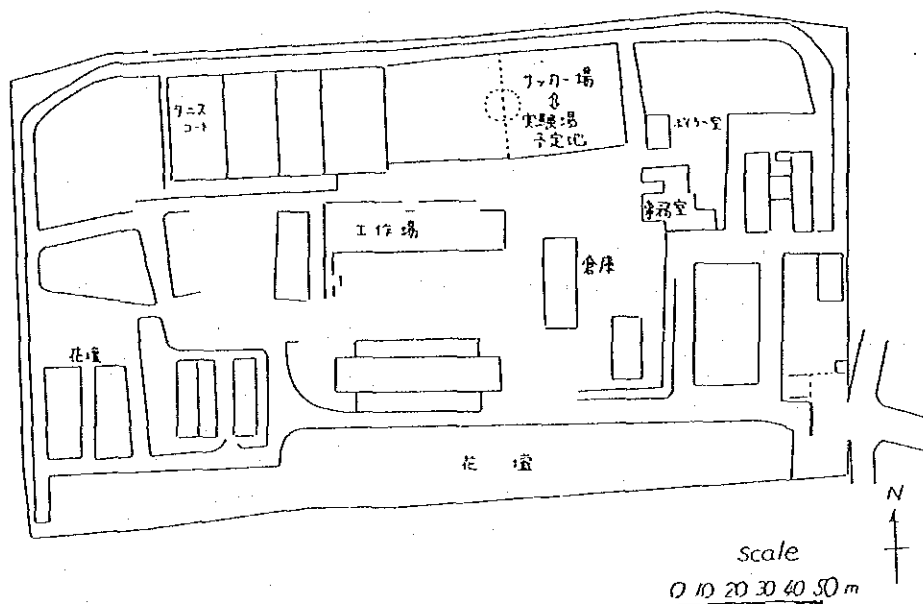 テニス
コート
サッカー場
実験場
予定地
ボイラー室
事務室
工作場
倉庫
花壇
花壇
N
scale
0 10 20 30 40 50 m